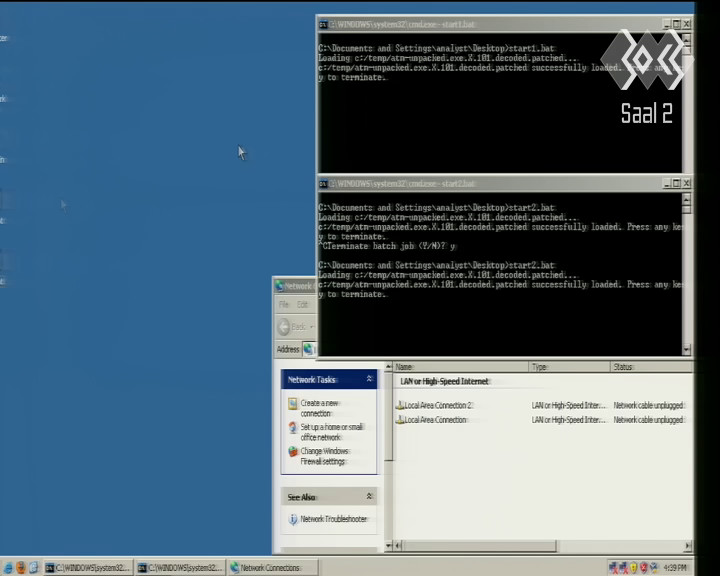 C:\WINDOWS\system32\cmd.exe - start1.bat
C:\Documents and Settings\analyst\Desktop>start1.bat
Loading c:/temp/atm-unpacked.exe.X.101.decoded.patched...
c:/temp/atm-unpacked.exe.X.101.decoded.patched successfully loaded. Press any ke
y to terminate.
Saal 2
C:\WINDOWS\system32\cmd.exe - start2.bat
C:\Documents and Settings\analyst\Desktop>start2.bat
Loading c:/temp/atm-unpacked.exe.X.101.decoded.patched...
c:/temp/atm-unpacked.exe.X.101.decoded.patched successfully loaded. Press any ke
y to terminate.
^CTerminate batch job (Y/N)? y
C:\Documents and Settings\analyst\Desktop>start2.bat
Loading c:/temp/atm-unpacked.exe.X.101.decoded.patched...
c:/temp/atm-unpacked.exe.X.101.decoded.patched successfully loaded. Press any ke
y to terminate.
Network
File Edit
Back
Address
Name Type Status
LAN or High-Speed Internet
Local Area Connection 2 LAN or High-Speed Inter... Network cable unplugged
Local Area Connection LAN or High-Speed Inter... Network cable unplugged
Network Tasks
Create a new
connection
Set up a home or small
office network
Change Windows
Firewall settings
See Also
Network Troubleshooter
C:\WINDOWS\system32... C:\WINDOWS\system32... Network Connections 4:39 PM